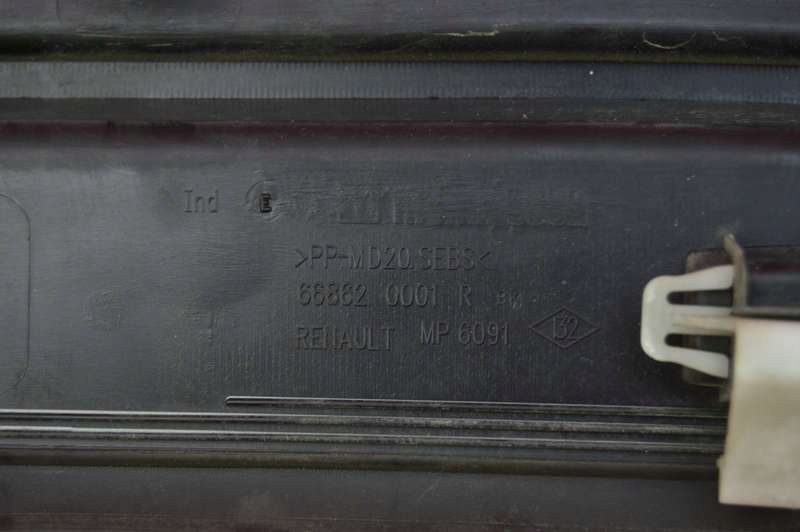 Ind E
>PP-MD20.SEBS<
66862 0001 R
RENAULT MP 6091 132